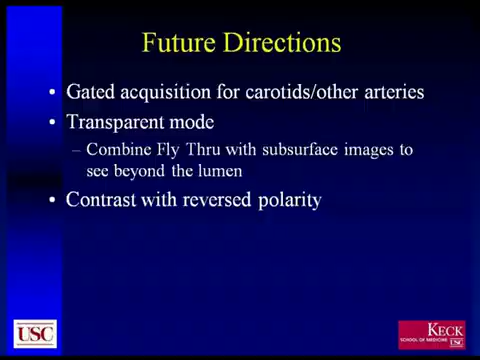 Future Directions
• Gated acquisition for carotids/other arteries
• Transparent mode
– Combine Fly Thru with subsurface images to
see beyond the lumen
• Contrast with reversed polarity
USC
KECK
SCHOOL OF MEDICINE
USC